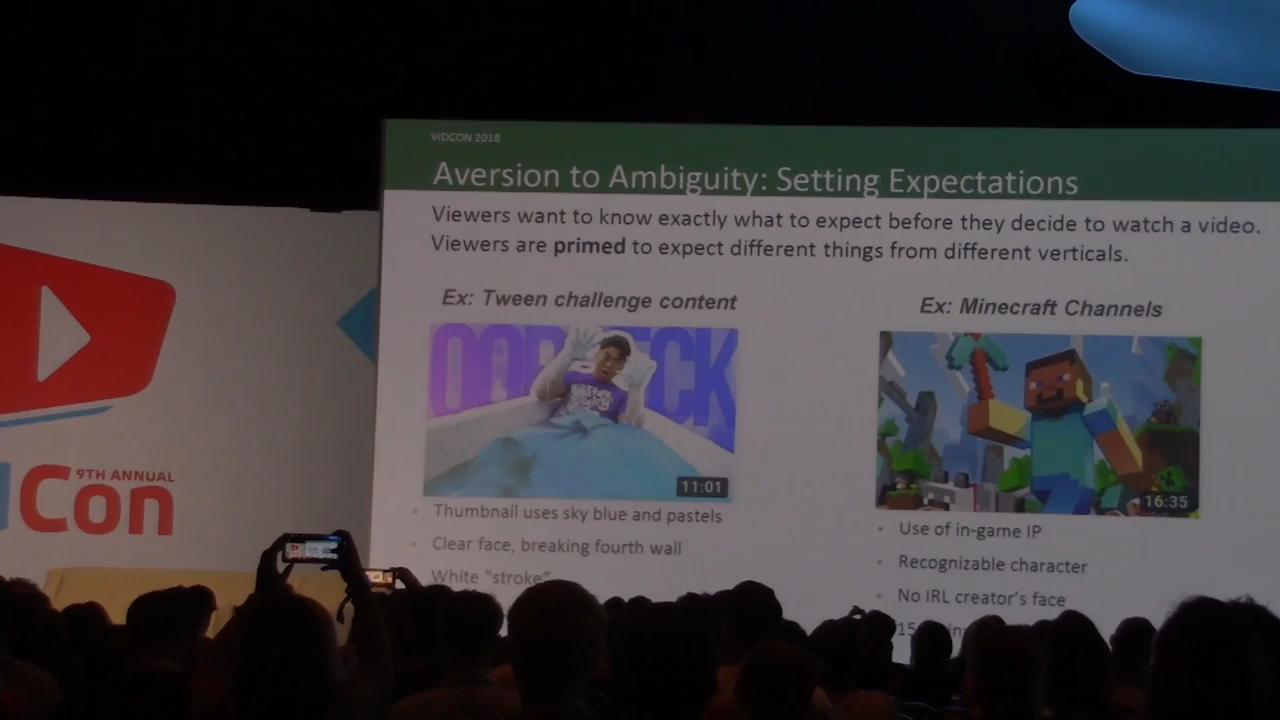 VIDCON 2018
Aversion to Ambiguity: Setting Expectations
Viewers want to know exactly what to expect before they decide to watch a video.
Viewers are primed to expect different things from different verticals.
Ex: Tween challenge content
11:01
Thumbnail uses sky blue and pastels
Clear face, breaking fourth wall
White "stroke"
Ex: Minecraft Channels
16:35
Use of in-game IP
Recognizable character
No IRL creator's face
9TH ANNUAL
Con